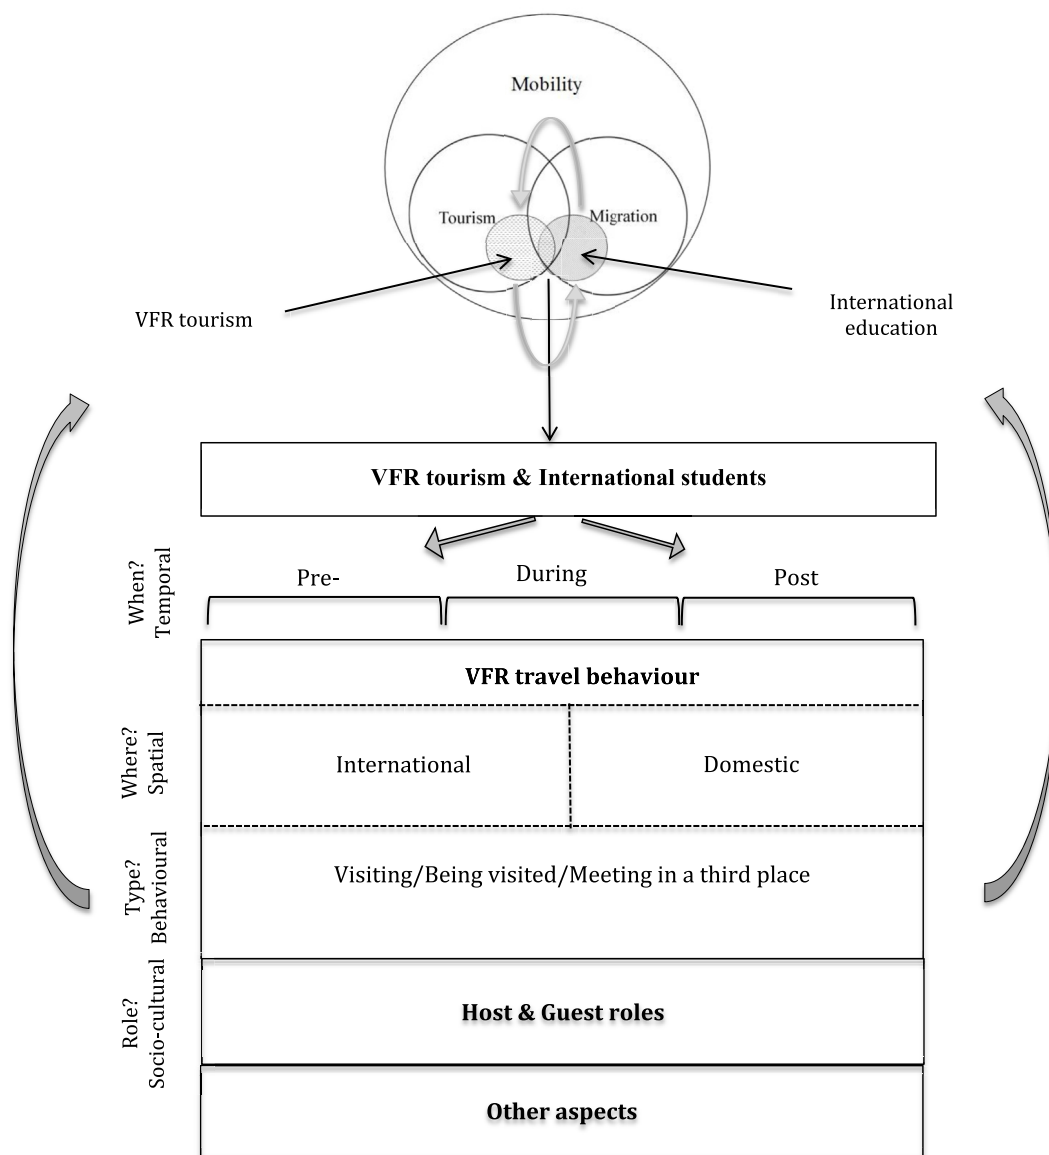 Mobility
Tourism
Migration
VFR tourism
International
education
VFR tourism & International students
When?
Temporal
Pre-
During
Post
VFR travel behaviour
Where?
Spatial
International
Domestic
Type?
Behavioural
Visiting/Being visited/Meeting in a third place
Role?
Socio-cultural
Host & Guest roles
Other aspects